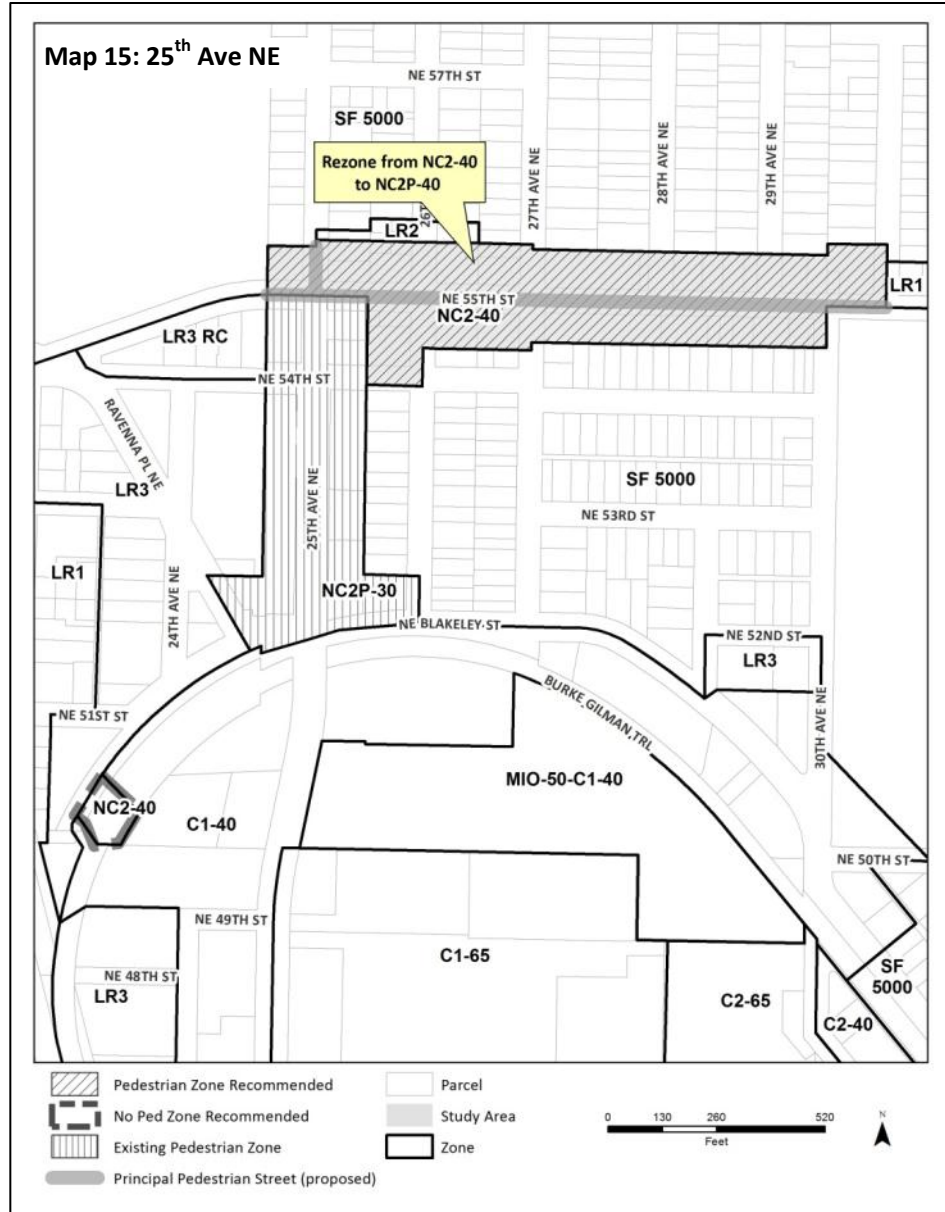 Map 15: 25th Ave NE
NE 57TH ST
SF 5000
Rezone from NC2-40
to NC2P-40
27TH AVE NE
28TH AVE NE
29TH AVE NE
LR2
LR1
NE 55TH ST
NC2-40
LR3 RC
NE 54TH ST
RAVENNA PL NE
LR3
25TH AVE NE
SF 5000
NE 53RD ST
LR1
24TH AVE NE
NC2P-30
NE BLAKELEY ST
NE 52ND ST
LR3
30TH AVE NE
NE 51ST ST
BURKE GILMAN TRL
MIO-50-C1-40
NC2-40
C1-40
NE 50TH ST
NE 49TH ST
C1-65
NE 48TH ST
LR3
C2-65
SF
5000
C2-40
Pedestrian Zone Recommended
No Ped Zone Recommended
Existing Pedestrian Zone
Principal Pedestrian Street (proposed)
Parcel
Study Area
Zone
0 130 260 520
Feet
N